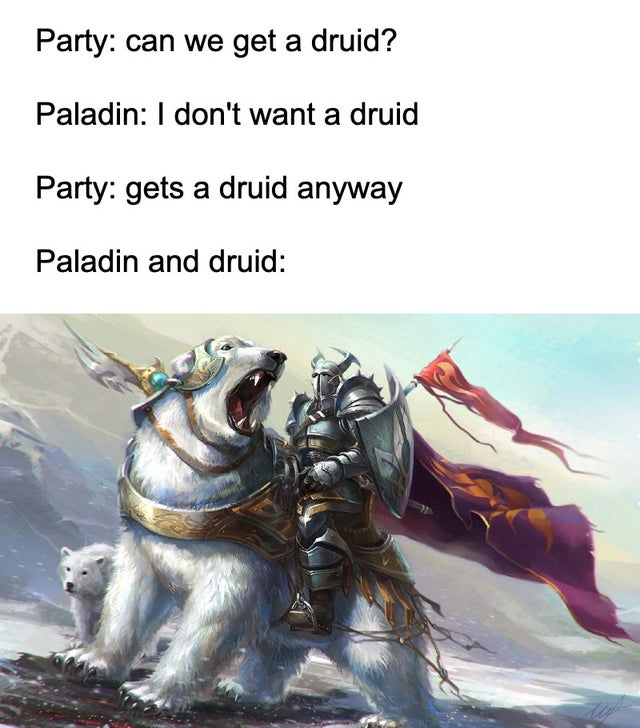 Party: can we get a druid?
Paladin: I don't want a druid
Party: gets a druid anyway
Paladin and druid: